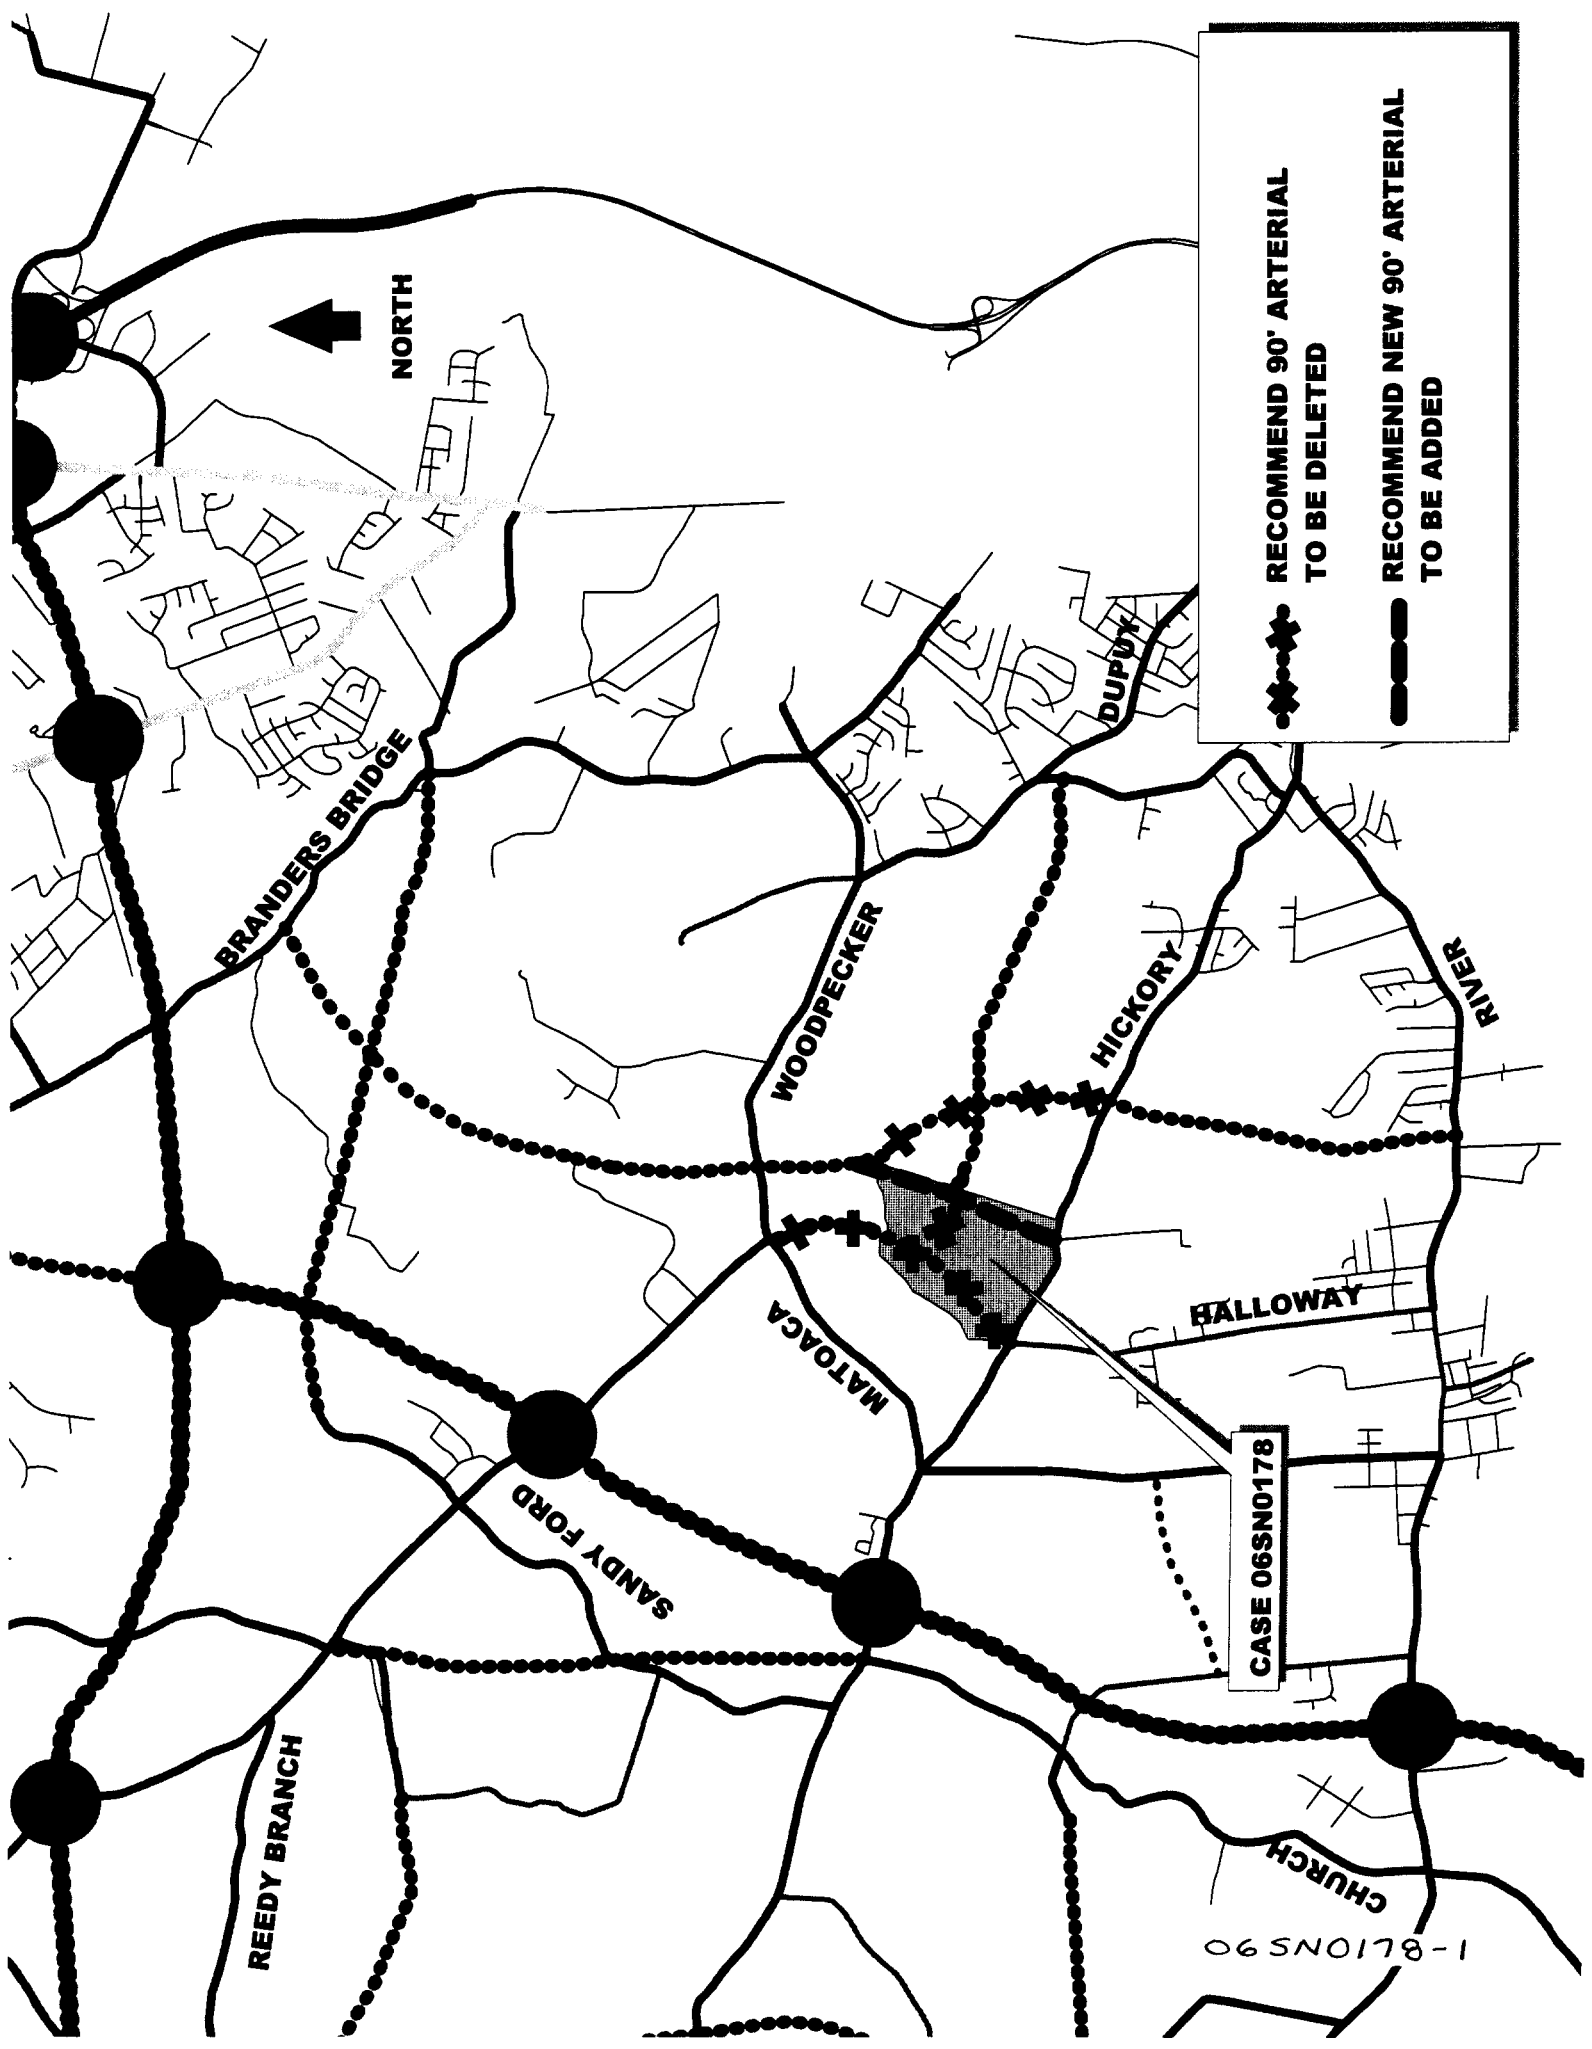 NORTH
RECOMMEND 90' ARTERIAL
TO BE DELETED
RECOMMEND NEW 90' ARTERIAL
TO BE ADDED
BRANDERS BRIDGE
DUPUY
WOODPECKER
HICKORY
RIVER
MATOACA
HALLOWAY
SANDY FORD
CASE 06SN0178
REEDY BRANCH
CHURCH
06SN0178-1